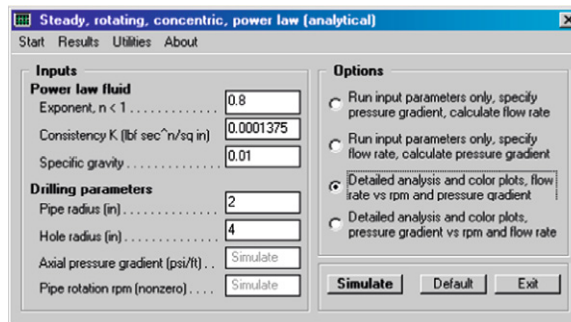 Steady, rotating, concentric, power law (analytical)
Start Results Utilities About
Inputs
Power law fluid
Exponent, n < 1 . . . . . . . . . . . . 0.8
Consistency K (lbf sec^n/sq in) 0.0001375
Specific gravity . . . . . . . . . . . . . 0.01
Drilling parameters
Pipe radius (in) . . . . . . . . . . . . . 2
Hole radius (in) . . . . . . . . . . . . . 4
Axial pressure gradient (psi/ft) . . Simulate
Pipe rotation rpm (nonzero) . . . . Simulate
Options
Run input parameters only, specify
pressure gradient, calculate flow rate
Run input parameters only, specify
flow rate, calculate pressure gradient
Detailed analysis and color plots, flow
rate vs rpm and pressure gradient
Detailed analysis and color plots,
pressure gradient vs rpm and flow rate
Simulate Default Exit